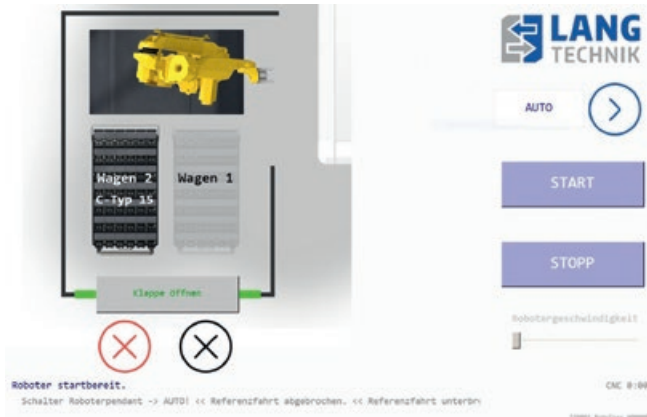 LANG
TECHNIK
AUTO
Wagen 2
C-Typ 15
Wagen 1
START
STOPP
Klappe Öffnen
Robotergeschwindigkeit
Roboter startbereit.
CNC 0:00
Schalter Roboterpendant -> AUTO! << Referenzfahrt abgebrochen. << Referenzfahrt unterbr